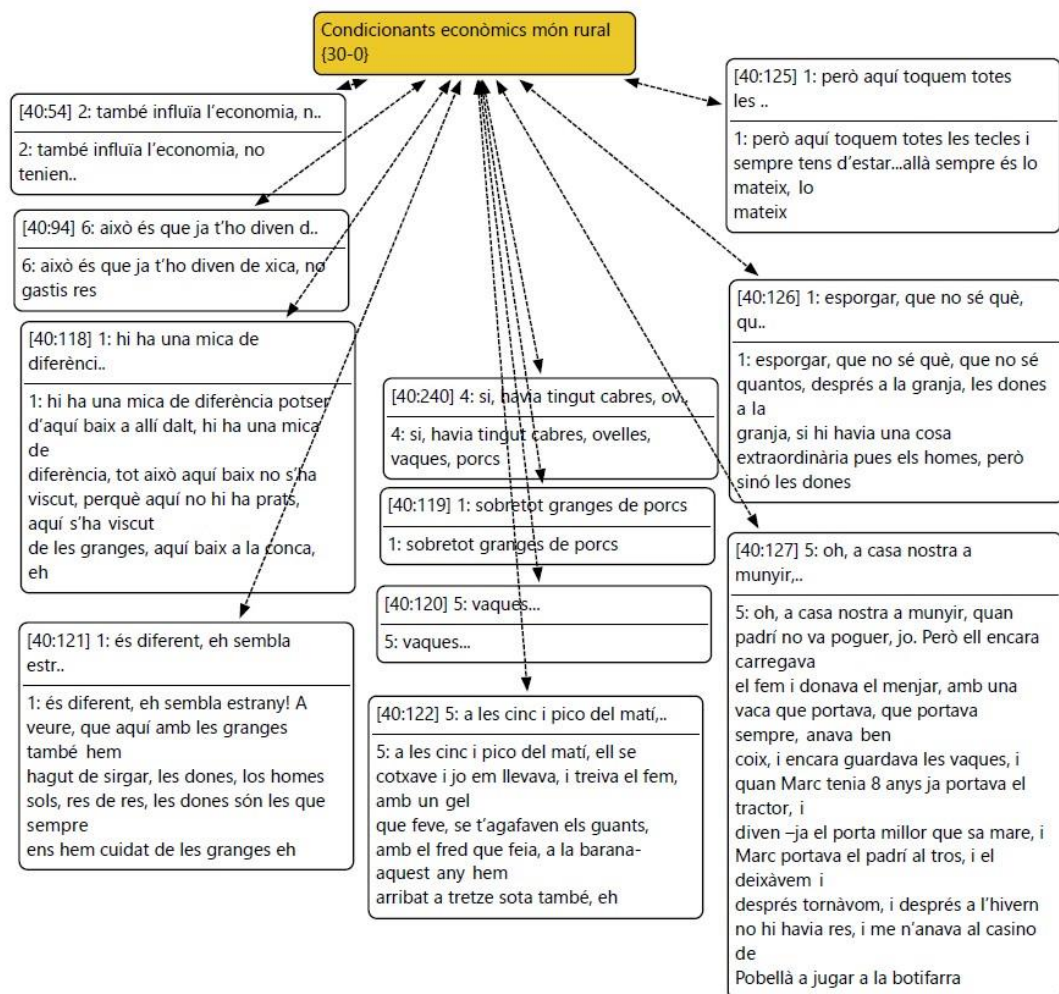 Condicionants econòmics món rural
{30-0}
[40:54] 2: també influïa l'economia, n..
2: també influïa l'economia, no
tenien..
[40:94] 6: això és que ja t'ho diven d..
6: això és que ja t'ho diven de xica, no
gastis res
[40:118] 1: hi ha una mica de
diferènci..
1: hi ha una mica de diferència potser
d'aquí baix a allí dalt, hi ha una mica
de
diferència, tot això aquí baix no s'ha
viscut, perquè aquí no hi ha prats,
aquí s'ha viscut
de les granges, aquí baix a la conca,
eh
[40:121] 1: és diferent, eh sembla
estr..
1: és diferent, eh sembla estrany! A
veure, que aquí amb les granges
també hem
hagut de sirgar, les dones, los homes
sols, res de res, les dones són les que
sempre
ens hem cuidat de les granges eh
[40:240] 4: si, havia tingut cabres, ov..
4: si, havia tingut cabres, ovelles,
vaques, porcs
[40:119] 1: sobretot granges de porcs
1: sobretot granges de porcs
[40:120] 5: vaques...
5: vaques...
[40:122] 5: a les cinc i pico del matí,..
5: a les cinc i pico del matí, ell se
cotxave i jo em llevava, i treiva el fem,
amb un gel
que feve, se t'agafaven els guants,
amb el fred que feia, a la barana-
aquest any hem
arribat a tretze sota també, eh
[40:125] 1: però aquí toquem totes
les ..
1: però aquí toquem totes les tecles i
sempre tens d'estar...allà sempre és lo
mateix, lo
mateix
[40:126] 1: esporgar, que no sé què,
qu..
1: esporgar, que no sé què, que no sé
quantos, després a la granja, les dones
a la
granja, si hi havia una cosa
extraordinària pues els homes, però
sinó les dones
[40:127] 5: oh, a casa nostra a
munyir,..
5: oh, a casa nostra a munyir, quan
padrí no va poguer, jo. Però ell encara
carregava
el fem i donava el menjar, amb una
vaca que portava, que portava
sempre, anava ben
coix, i encara guardava les vaques, i
quan Marc tenia 8 anys ja portava el
tractor, i
diven –ja el porta millor que sa mare, i
Marc portava el padrí al tros, i el
deixàvem i
després tornàvom, i després a l'hivern
no hi havia res, i me n'anava al casino
de
Pobellà a jugar a la botifarra